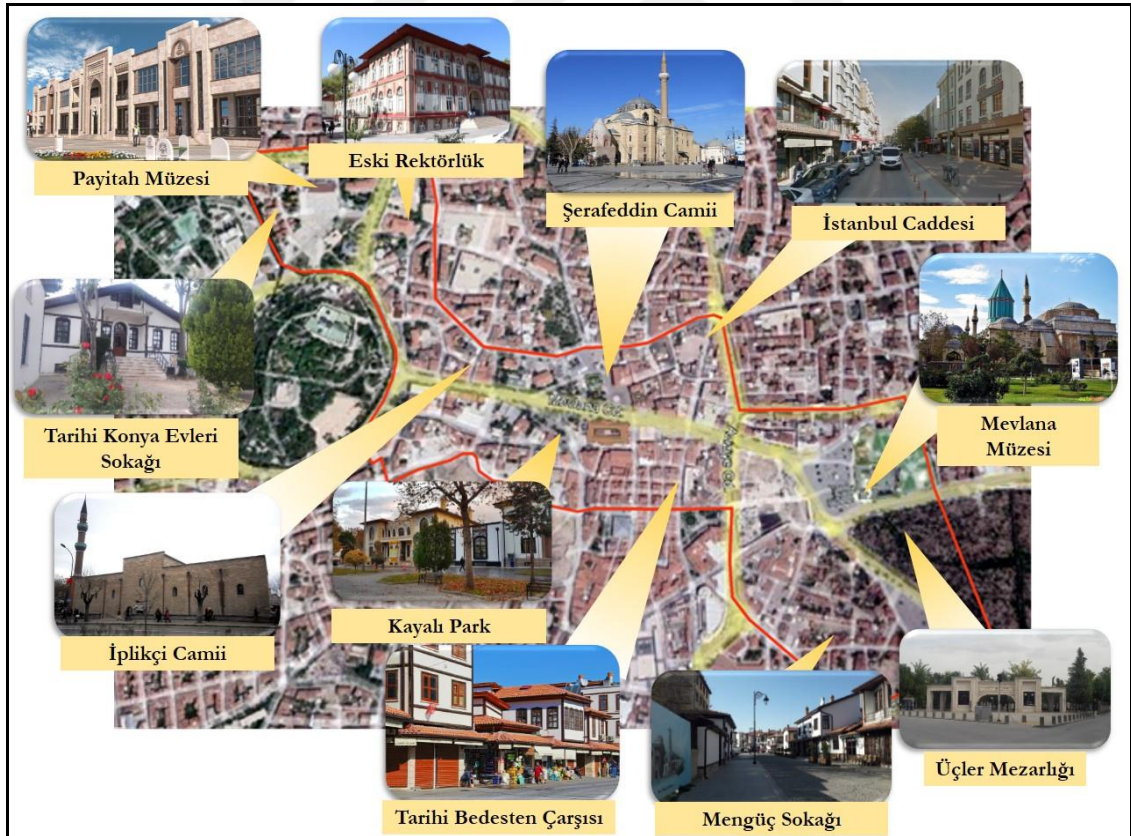 Payitah Müzesi
Eski Rektörlük
Şerafeddin Camii
İstanbul Caddesi
Tarihi Konya Evleri
Sokağı
Mevlana
Müzesi
İplikçi Camii
Kayalı Park
Tarihi Bedesten Çarşısı
Mengüç Sokağı
Üçler Mezarlığı